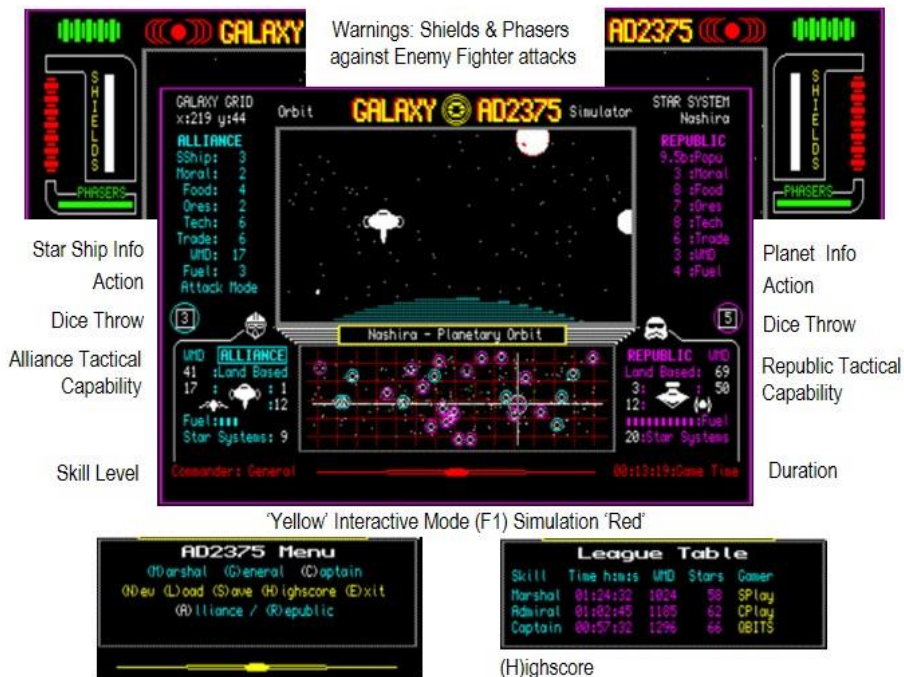 GALAXY
Warnings: Shields & Phasers
against Enemy Fighter attacks
AD2375
SHIELDS
PHASERS
SHIELDS
PHASERS
GALAXY GRID
x:219 y:44
Orbit
GALAXY AD2375
Simulator
STAR SYSTEM
Nashira
ALLIANCE
SShip: 3
Moral: 2
Food: 4
Ores: 2
Tech: 6
Trade: 6
WMD: 17
Fuel: 3
Attack Mode
REPUBLIC
9.5b:Popu
3 :Moral
8 :Food
7 :Ores
8 :Tech
6 :Trade
3 :WMD
4 :Fuel
Star Ship Info
Action
Dice Throw
Alliance Tactical
Capability
Skill Level
Planet Info
Action
Dice Throw
Republic Tactical
Capability
Duration
3
5
Nashira - Planetary Orbit
WMD ALLIANCE
41 :Land Based
17 : : 1
:12
Fuel:
Star Systems: 9
REPUBLIC WMD
Land Based: 69
3: : 50
12:
:Fuel
20:Star Systems
Commander: General
00:13:19:Game Time
'Yellow' Interactive Mode (F1) Simulation 'Red'
AD2375 Menu
(M)arshal (G)eneral (C)aptain
(N)ew (L)oad (S)ave (H)ighscore (E)xit
(A)lliance / (R)epublic
League Table
Skill Time h:m:s WMD Stars Gamer
Marshal 01:24:32 1024 58 SPlay
Admiral 01:02:45 1185 62 CPlay
Captain 00:57:32 1296 66 QBITS
(H)ighscore